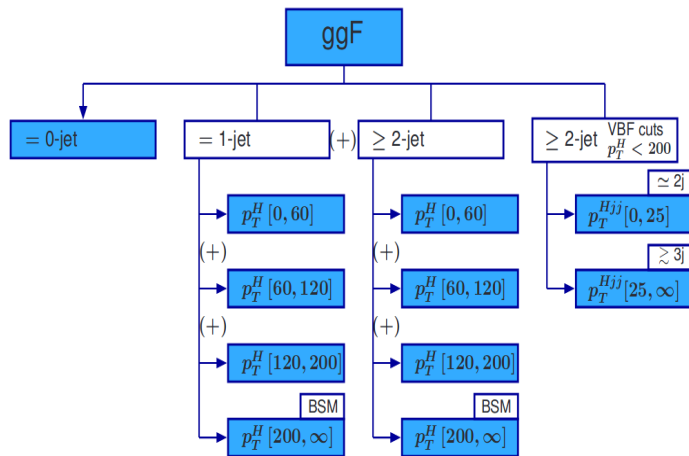 ggF
= 0-jet
= 1-jet
(+)
≥ 2-jet
≥ 2-jet VBF cuts
p_T^H < 200
≃ 2j
p_T^H [0, 60]
p_T^H [0, 60]
p_T^{Hjj} [0, 25]
(+)
(+)
≳ 3j
p_T^H [60, 120]
p_T^H [60, 120]
p_T^{Hjj} [25, ∞]
(+)
(+)
p_T^H [120, 200]
p_T^H [120, 200]
BSM
BSM
p_T^H [200, ∞]
p_T^H [200, ∞]